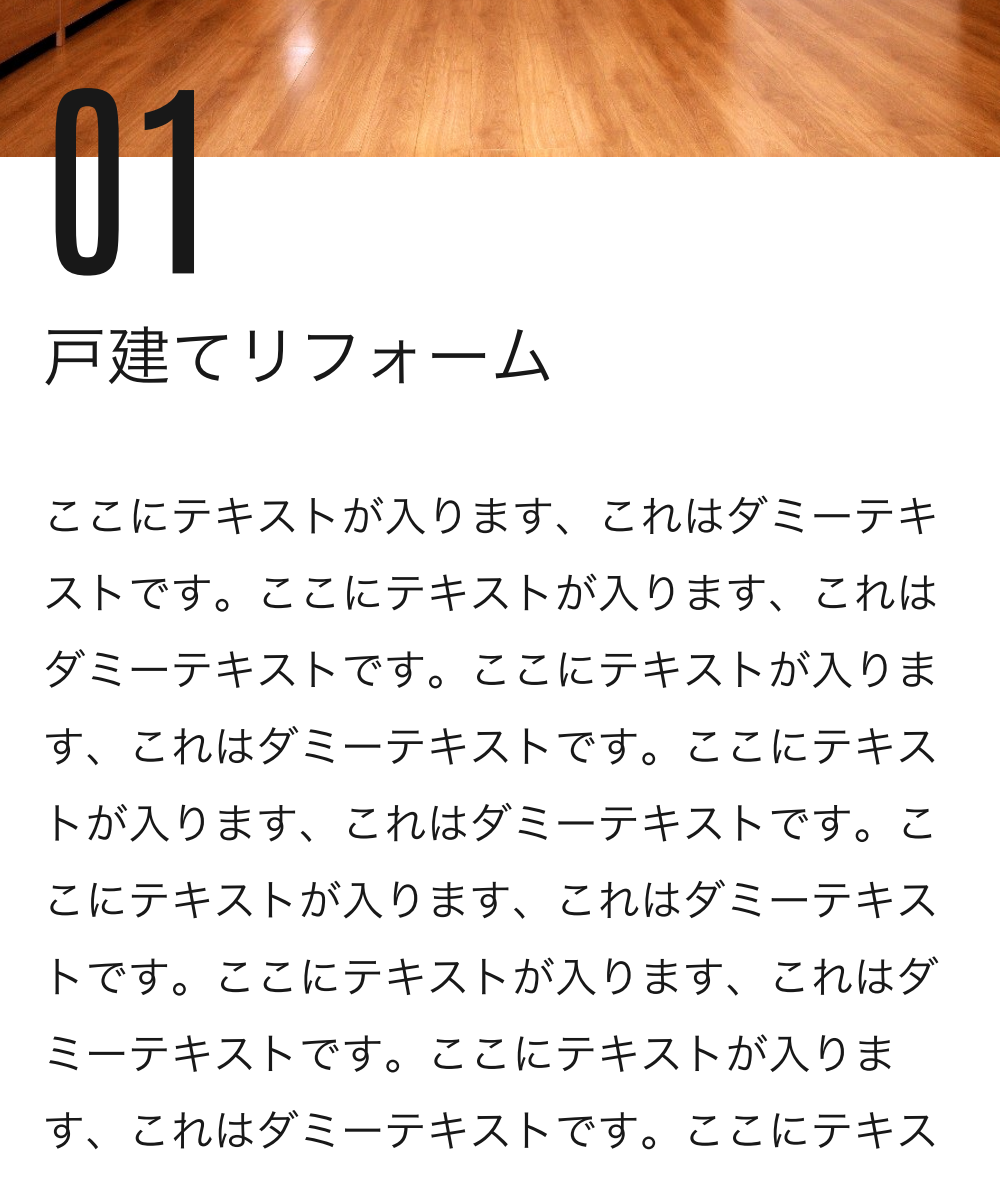 01
戸建てリフォーム
ここにテキストが入ります、これはダミーテキ
ストです。ここにテキストが入ります、これは
ダミーテキストです。ここにテキストが入りま
す、これはダミーテキストです。ここにテキス
トが入ります、これはダミーテキストです。こ
こにテキストが入ります、これはダミーテキス
トです。ここにテキストが入ります、これはダ
ミーテキストです。ここにテキストが入りま
す、これはダミーテキストです。ここにテキス